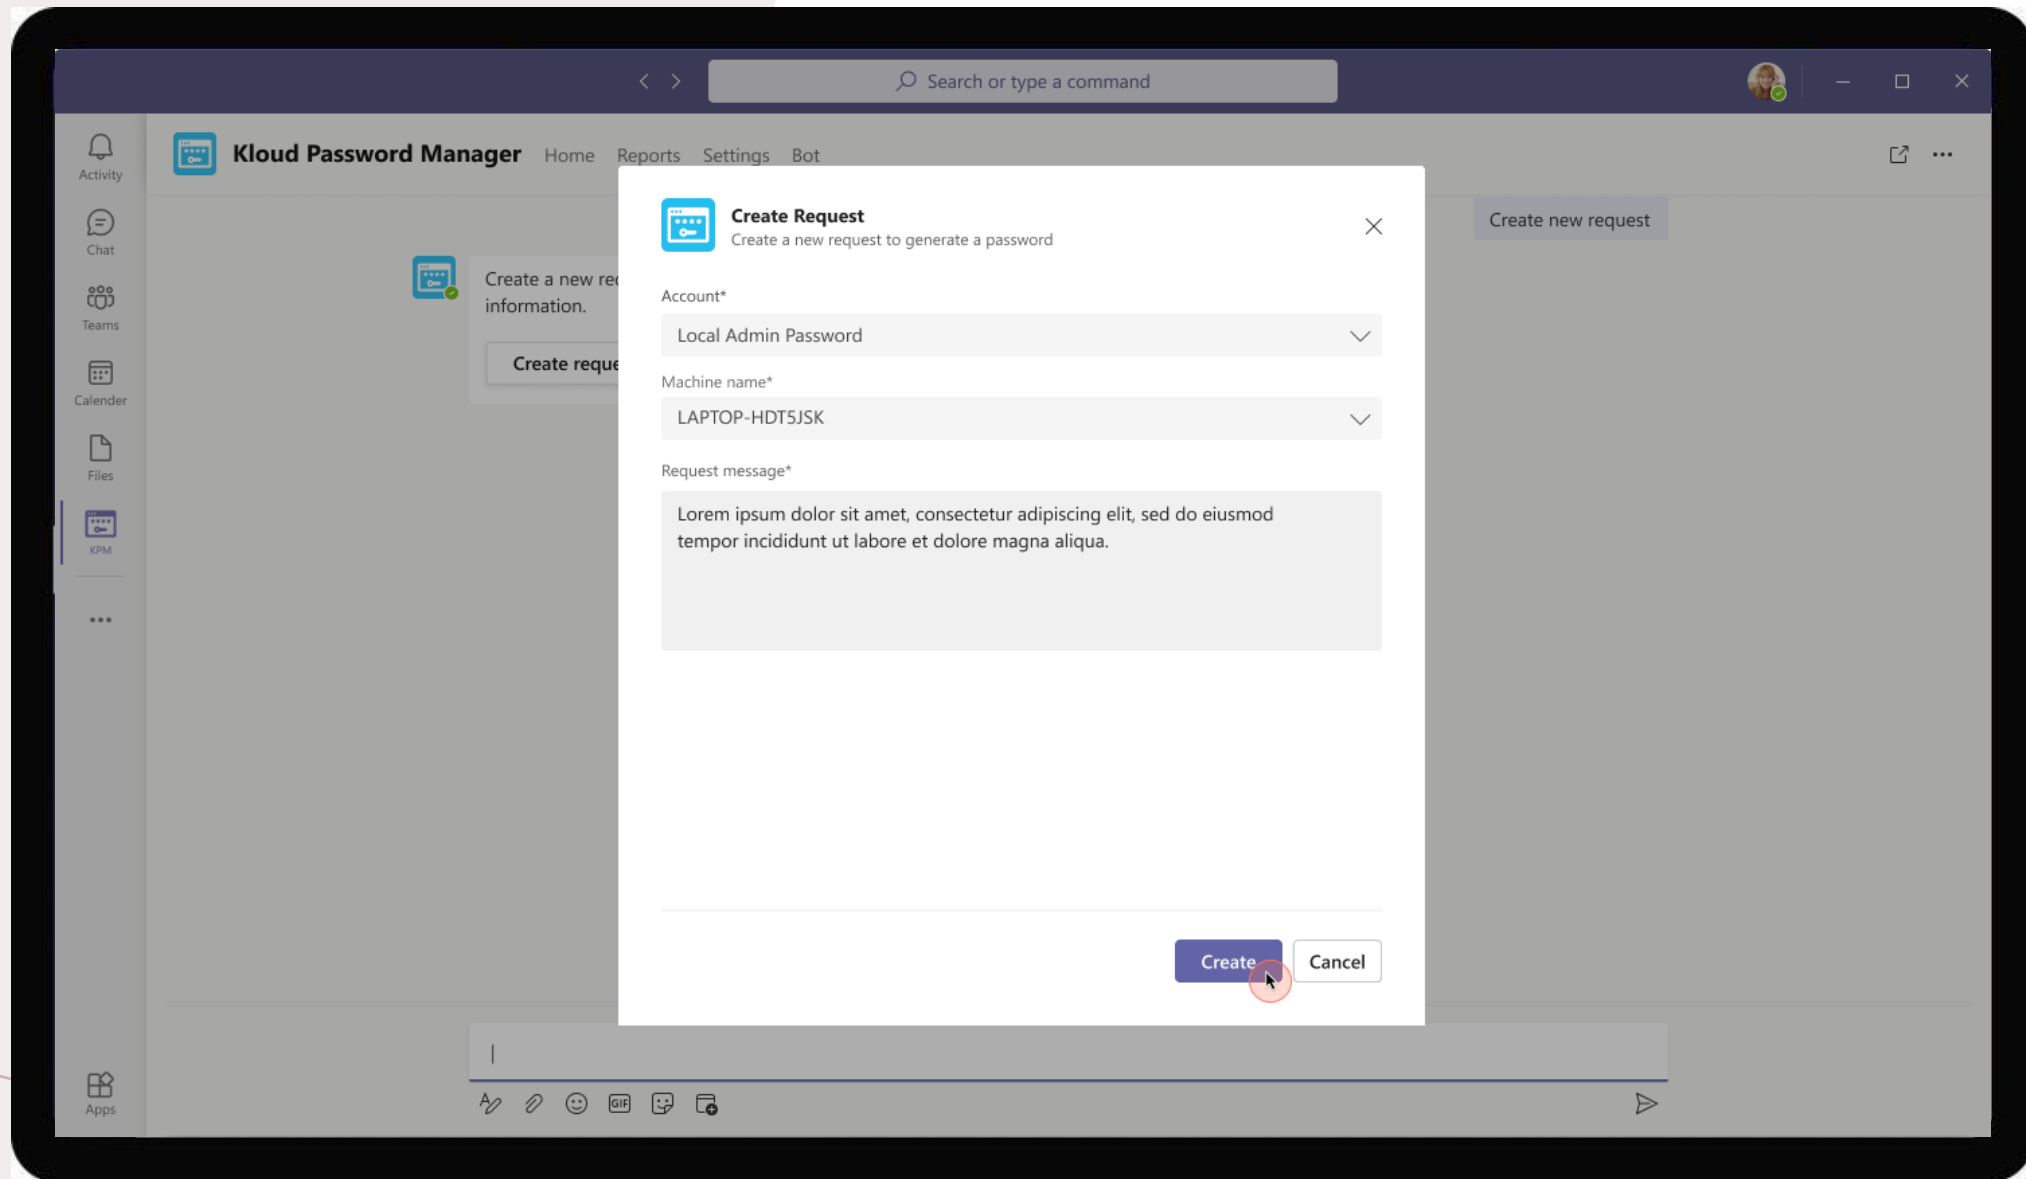 Search or type a command
Activity
Chat
Teams
Calender
Files
KPM
Apps
Kloud Password Manager Home Reports Settings Bot
Create new request
Create a new
information.
Create
Create Request
Create a new request to generate a password
Account*
Local Admin Password
Machine name*
LAPTOP-HDT5JSK
Request message*
Lorem ipsum dolor sit amet, consectetur adipiscing elit, sed do eiusmod
tempor incididunt ut labore et dolore magna aliqua.
Create Cancel
GIF